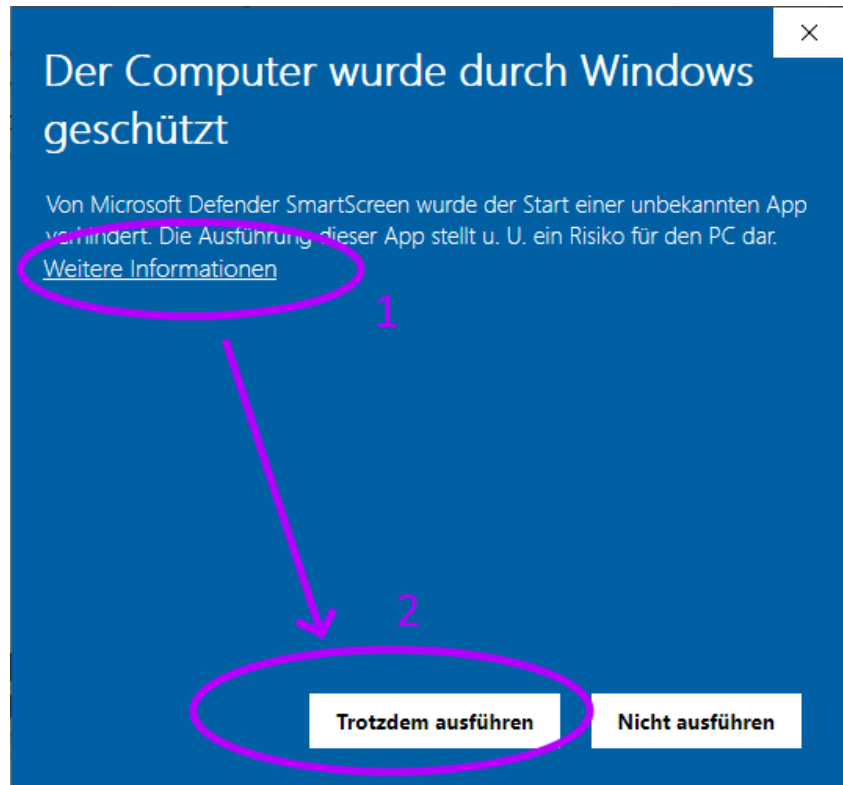 Der Computer wurde durch Windows
geschützt
Von Microsoft Defender SmartScreen wurde der Start einer unbekannten App
verhindert. Die Ausführung dieser App stellt u. U. ein Risiko für den PC dar.
Weitere Informationen
1
2
Trotzdem ausführen
Nicht ausführen